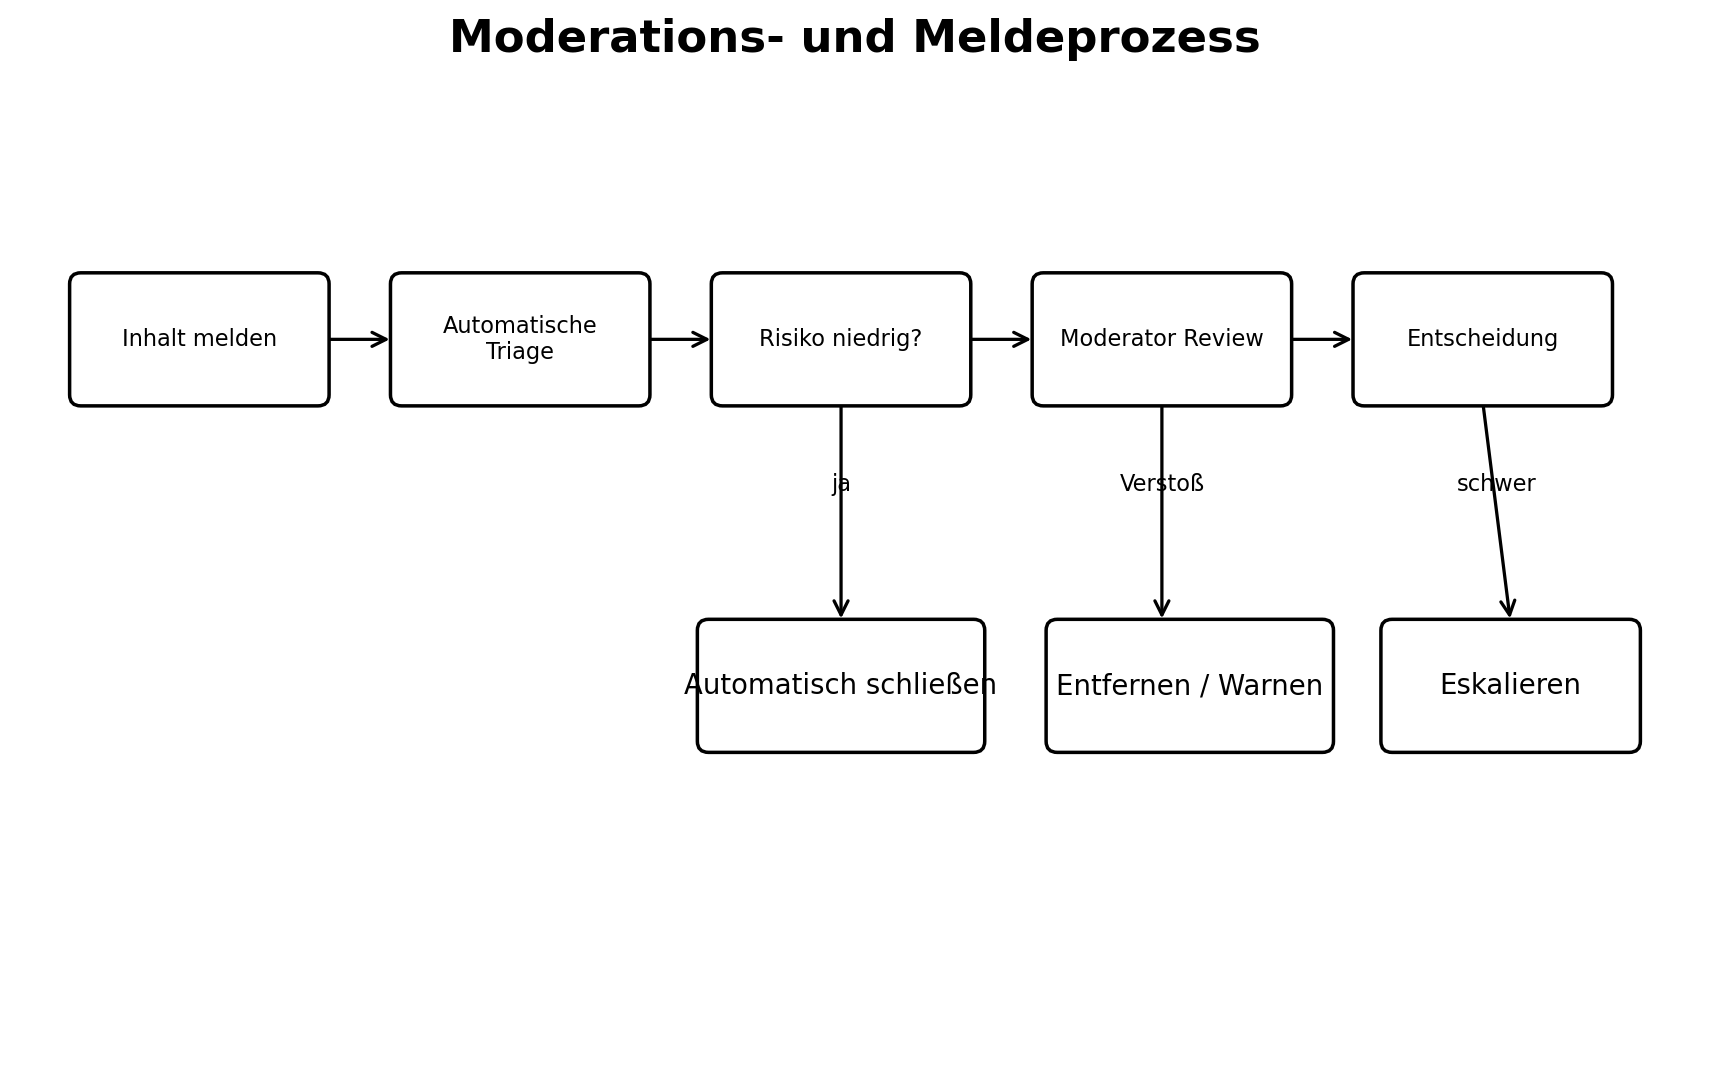 Moderations- und Meldeprozess
Inhalt melden
Automatische
Triage
Risiko niedrig?
Moderator Review
Entscheidung
ja
Verstoß
schwer
Automatisch schließen
Entfernen / Warnen
Eskalieren